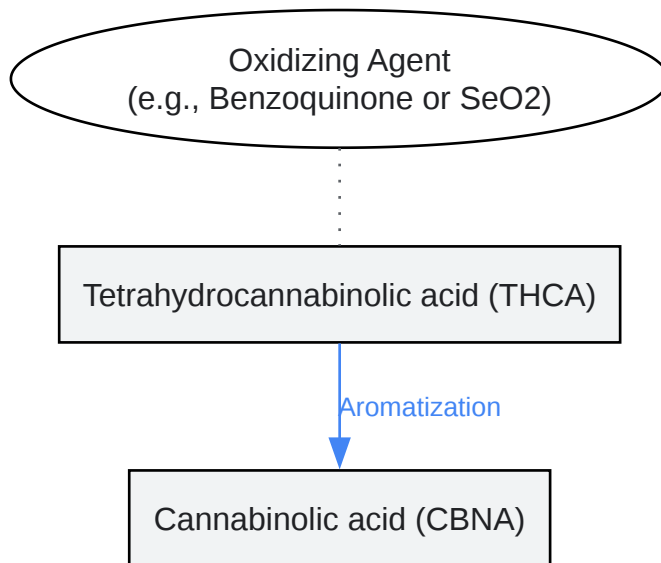 Oxidizing Agent
(e.g., Benzoquinone or SeO2)
Tetrahydrocannabinolic acid (THCA)
Aromatization
Cannabinolic acid (CBNA)